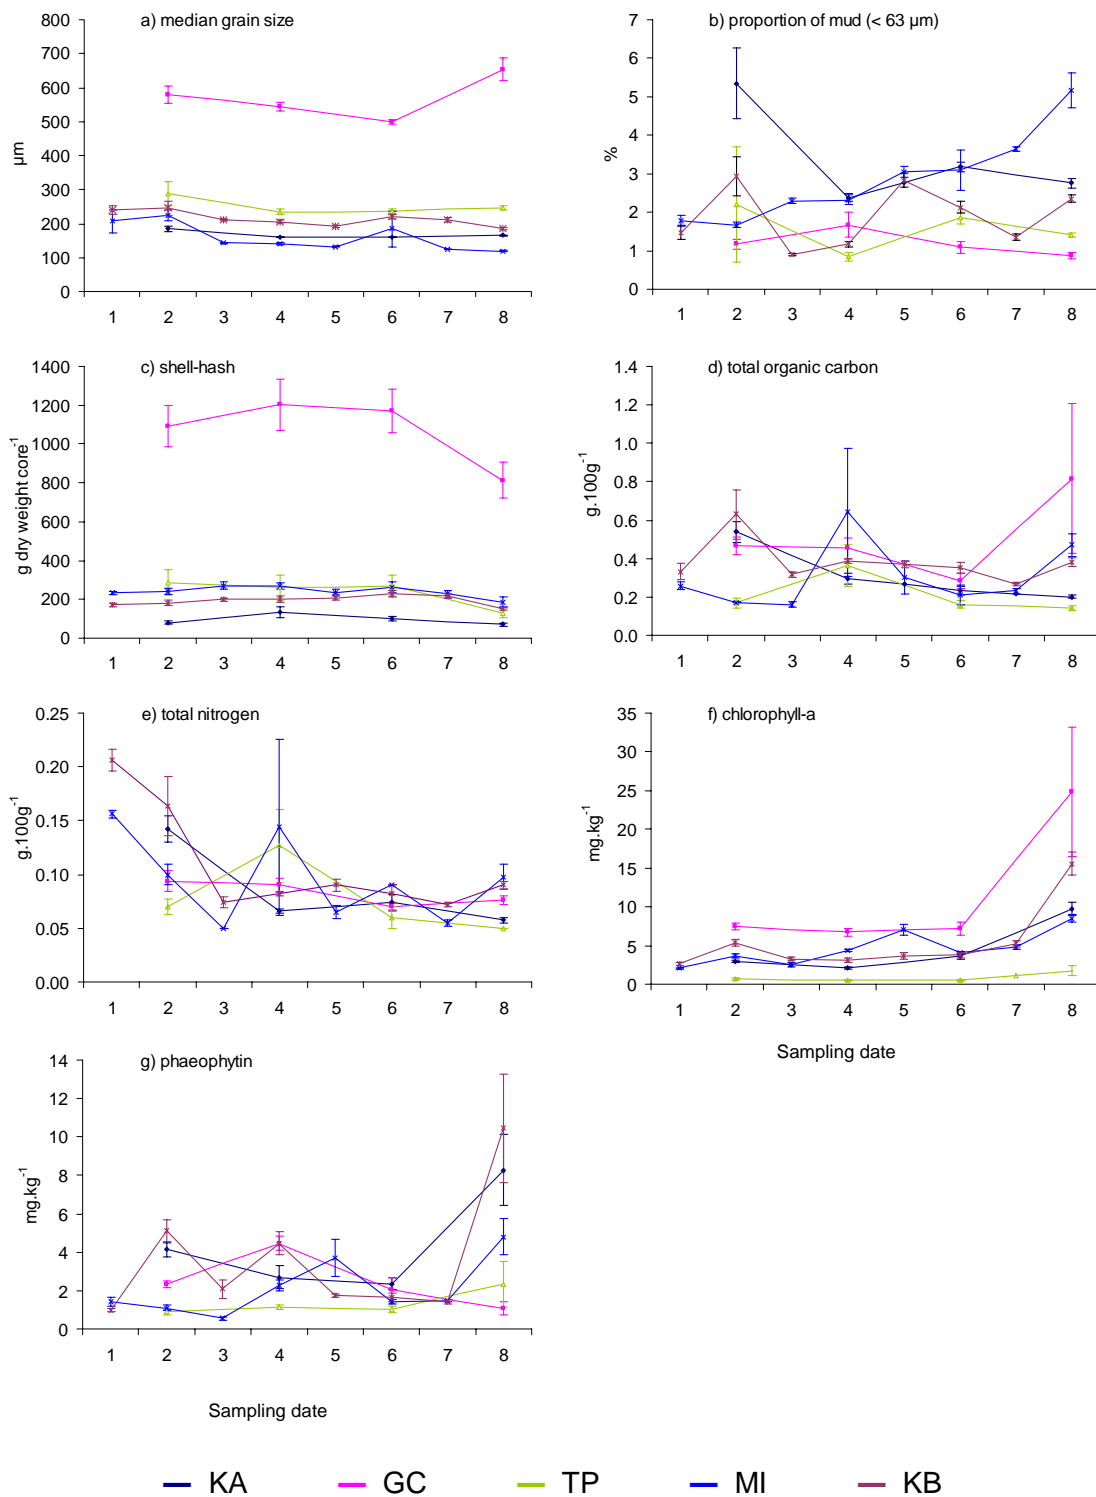 a) median grain size
800
700
600
500
400
300
200
100
0
µm
1 2 3 4 5 6 7 8
b) proportion of mud (< 63 µm)
7
6
5
4
3
2
1
0
%
1 2 3 4 5 6 7 8
c) shell-hash
1400
1200
1000
800
600
400
200
0
g dry weight core⁻¹
1 2 3 4 5 6 7 8
d) total organic carbon
1.4
1.2
1.0
0.8
0.6
0.4
0.2
0.0
g.100g⁻¹
1 2 3 4 5 6 7 8
e) total nitrogen
0.25
0.20
0.15
0.10
0.05
0.00
g.100g⁻¹
1 2 3 4 5 6 7 8
f) chlorophyll-a
35
30
25
20
15
10
5
0
mg.kg⁻¹
1 2 3 4 5 6 7 8
Sampling date
g) phaeophytin
14
12
10
8
6
4
2
0
mg.kg⁻¹
1 2 3 4 5 6 7 8
Sampling date
KA GC TP MI KB